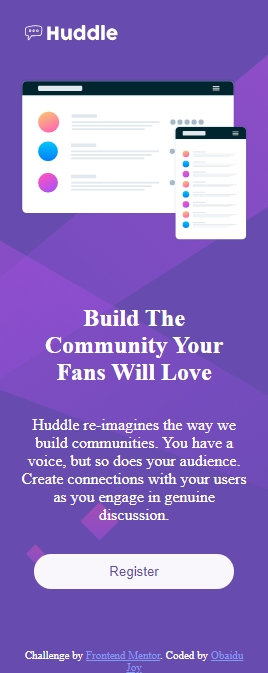 Huddle
Build The
Community Your
Fans Will Love
Huddle re-imagines the way we
build communities. You have a
voice, but so does your audience.
Create connections with your users
as you engage in genuine
discussion.
Register
Challenge by Frontend Mentor. Coded by Obaidu
Joy